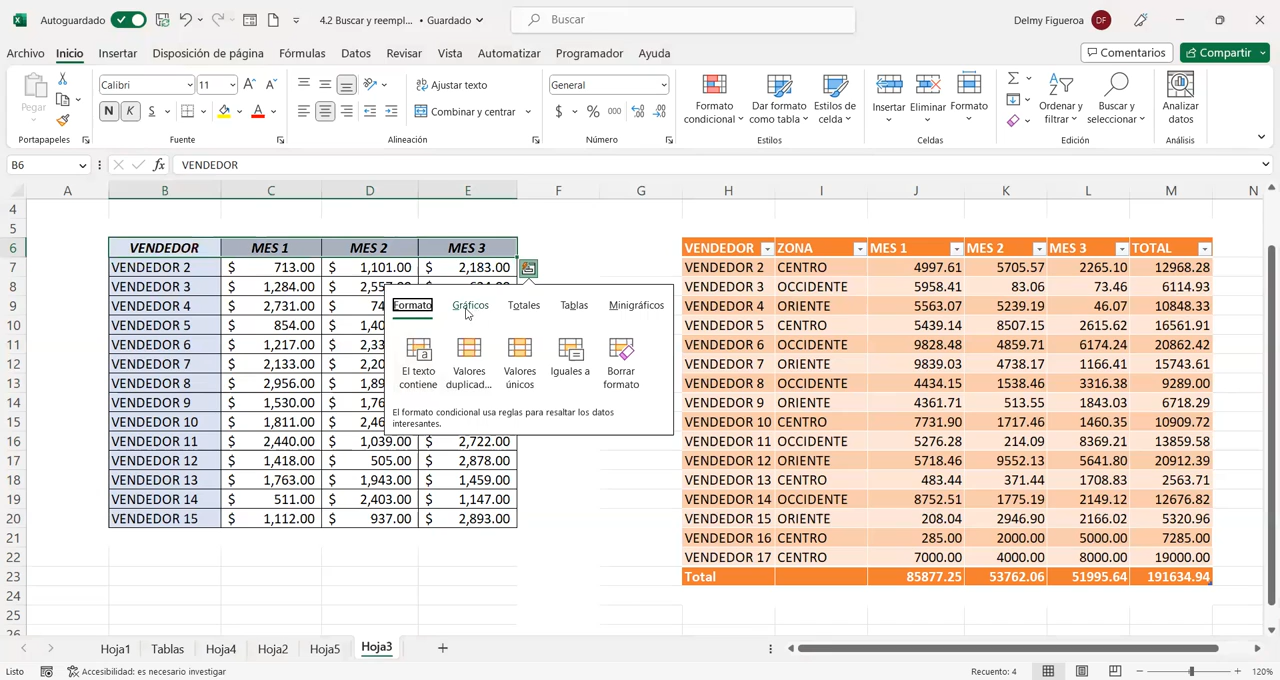 Autoguardado
4.2 Buscar y reempl... • Guardado
Buscar
Delmy Figueroa
DF
Archivo
Inicio
Insertar
Disposición de página
Fórmulas
Datos
Revisar
Vista
Automatizar
Programador
Ayuda
Comentarios
Compartir
Pegar
Calibri
11
N K S
Ajustar texto
Combinar y centrar
General
$ % 000
Formato condicional
Dar formato como tabla
Estilos de celda
Insertar
Eliminar
Formato
Ordenar y filtrar
Buscar y seleccionar
Analizar datos
Portapapeles
Fuente
Alineación
Número
Estilos
Celdas
Edición
Análisis
B6
fx
VENDEDOR
A B C D E F G H I J K L M N
4
5
6 VENDEDOR MES 1 MES 2 MES 3 VENDEDOR ZONA MES 1 MES 2 MES 3 TOTAL
7 VENDEDOR 2 $ 713.00 $ 1,101.00 $ 2,183.00 VENDEDOR 2 CENTRO 4997.61 5705.57 2265.10 12968.28
8 VENDEDOR 3 $ 1,284.00 $ VENDEDOR 3 OCCIDENTE 5958.41 83.06 73.46 6114.93
9 VENDEDOR 4 $ 2,731.00 $ VENDEDOR 4 ORIENTE 5563.07 5239.19 46.07 10848.33
10 VENDEDOR 5 $ 854.00 $ VENDEDOR 5 CENTRO 5439.14 8507.15 2615.62 16561.91
11 VENDEDOR 6 $ 1,217.00 $ VENDEDOR 6 OCCIDENTE 9828.48 4859.71 6174.24 20862.42
12 VENDEDOR 7 $ 2,133.00 $ VENDEDOR 7 ORIENTE 9839.03 4738.17 1166.41 15743.61
13 VENDEDOR 8 $ 2,956.00 $ VENDEDOR 8 OCCIDENTE 4434.15 1538.46 3316.38 9289.00
14 VENDEDOR 9 $ 1,530.00 $ VENDEDOR 9 ORIENTE 4361.71 513.55 1843.03 6718.29
15 VENDEDOR 10 $ 1,811.00 $ VENDEDOR 10 CENTRO 7731.90 1717.46 1460.35 10909.72
16 VENDEDOR 11 $ 2,440.00 $ 1,039.00 $ 2,722.00 VENDEDOR 11 OCCIDENTE 5276.28 214.09 8369.21 13859.58
17 VENDEDOR 12 $ 1,418.00 $ 505.00 $ 2,878.00 VENDEDOR 12 ORIENTE 5718.46 9552.13 5641.80 20912.39
18 VENDEDOR 13 $ 1,763.00 $ 1,943.00 $ 1,459.00 VENDEDOR 13 CENTRO 483.44 371.44 1708.83 2563.71
19 VENDEDOR 14 $ 511.00 $ 2,403.00 $ 1,147.00 VENDEDOR 14 OCCIDENTE 8752.51 1775.19 2149.12 12676.82
20 VENDEDOR 15 $ 1,112.00 $ 937.00 $ 2,893.00 VENDEDOR 15 ORIENTE 208.04 2946.90 2166.02 5320.96
21 VENDEDOR 16 CENTRO 285.00 2000.00 5000.00 7285.00
22 VENDEDOR 17 CENTRO 7000.00 4000.00 8000.00 19000.00
23 Total 85877.25 53762.06 51995.64 191634.94
24
25
26
Formato Gráficos Totales Tablas Minigráficos
El texto contiene
Valores duplicad...
Valores únicos
Iguales a
Borrar formato
El formato condicional usa reglas para resaltar los datos
interesantes.
Hoja1 Tablas Hoja4 Hoja2 Hoja5 Hoja3
Listo
Accesibilidad: es necesario investigar
Recuento: 4
120%